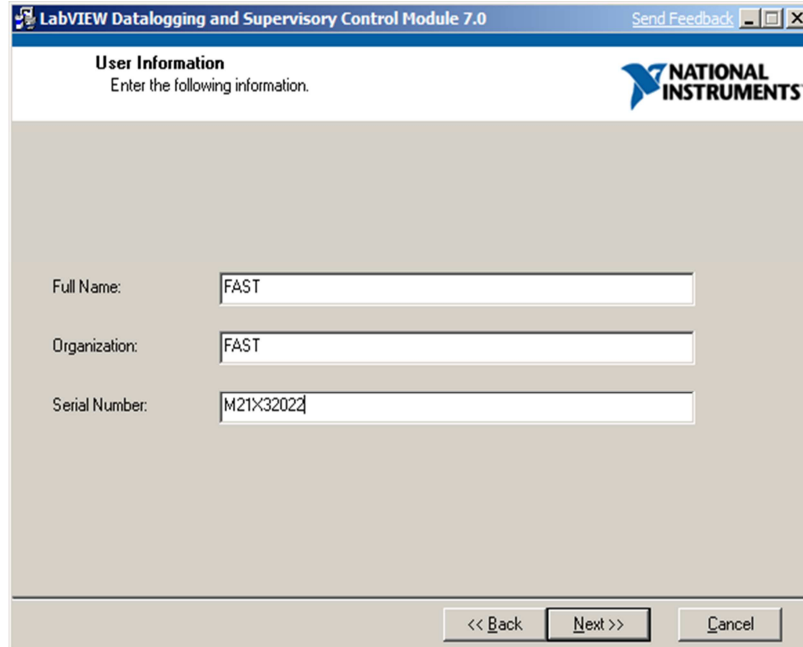 LabVIEW Datalogging and Supervisory Control Module 7.0 Send Feedback
User Information
Enter the following information.
NATIONAL
INSTRUMENTS
Full Name: FAST
Organization: FAST
Serial Number: M21X32022
<< Back Next >> Cancel